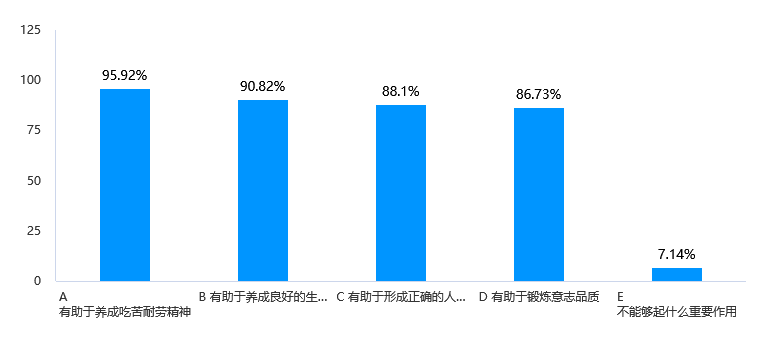 125
100
75
50
25
0
95.92%
90.82%
88.1%
86.73%
7.14%
A
有助于养成吃苦耐劳精神
B 有助于养成良好的生...
C 有助于形成正确的人...
D 有助于锻炼意志品质
E
不能够起什么重要作用